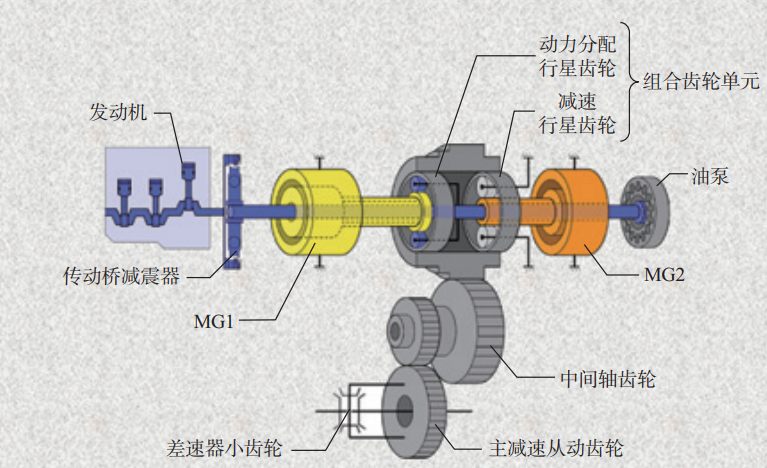 动力分配
行星齿轮
组合齿轮单元
减速
行星齿轮
发动机
油泵
传动桥减震器
MG1
MG2
中间轴齿轮
差速器小齿轮
主减速从动齿轮